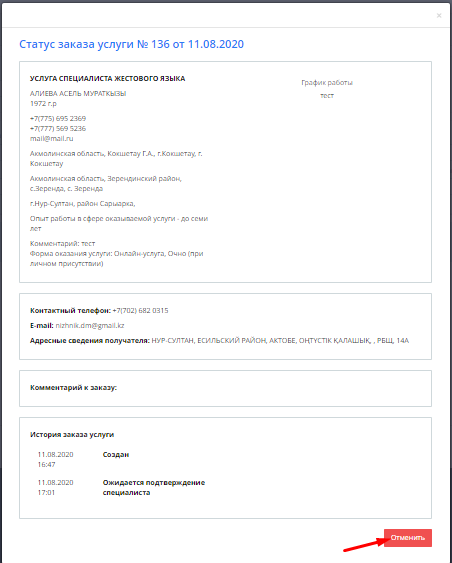 ×
Статус заказа услуги № 136 от 11.08.2020
УСЛУГА СПЕЦИАЛИСТА ЖЕСТОВОГО ЯЗЫКА
График работы
тест
АЛИЕВА АСЕЛЬ МУРАТКЫЗЫ
1972 г.р
+7(775) 695 2369
+7(777) 569 5236
mail@mail.ru
Акмолинская область, Кокшетау Г.А., г.Кокшетау, г.
Кокшетау
Акмолинская область, Зерендинский район,
с.Зеренда, с. Зеренда
г.Нур-Султан, район Сарыарка,
Опыт работы в сфере оказываемой услуги - до семи
лет
Комментарий: тест
Форма оказания услуги: Онлайн-услуга, Очно (при
личном присутствии)
Контактный телефон: +7(702) 682 0315
E-mail: nizhnik.dm@gmail.kz
Адресные сведения получателя: НУР-СУЛТАН, ЕСИЛЬСКИЙ РАЙОН, АКТОБЕ, ОҢТҮСТІК ҚАЛАШЫҚ, , РБЩ, 14А
Комментарий к заказу:
История заказа услуги
11.08.2020 Создан
16:47
11.08.2020 Ожидается подтверждение
17:01 специалиста
Отменить